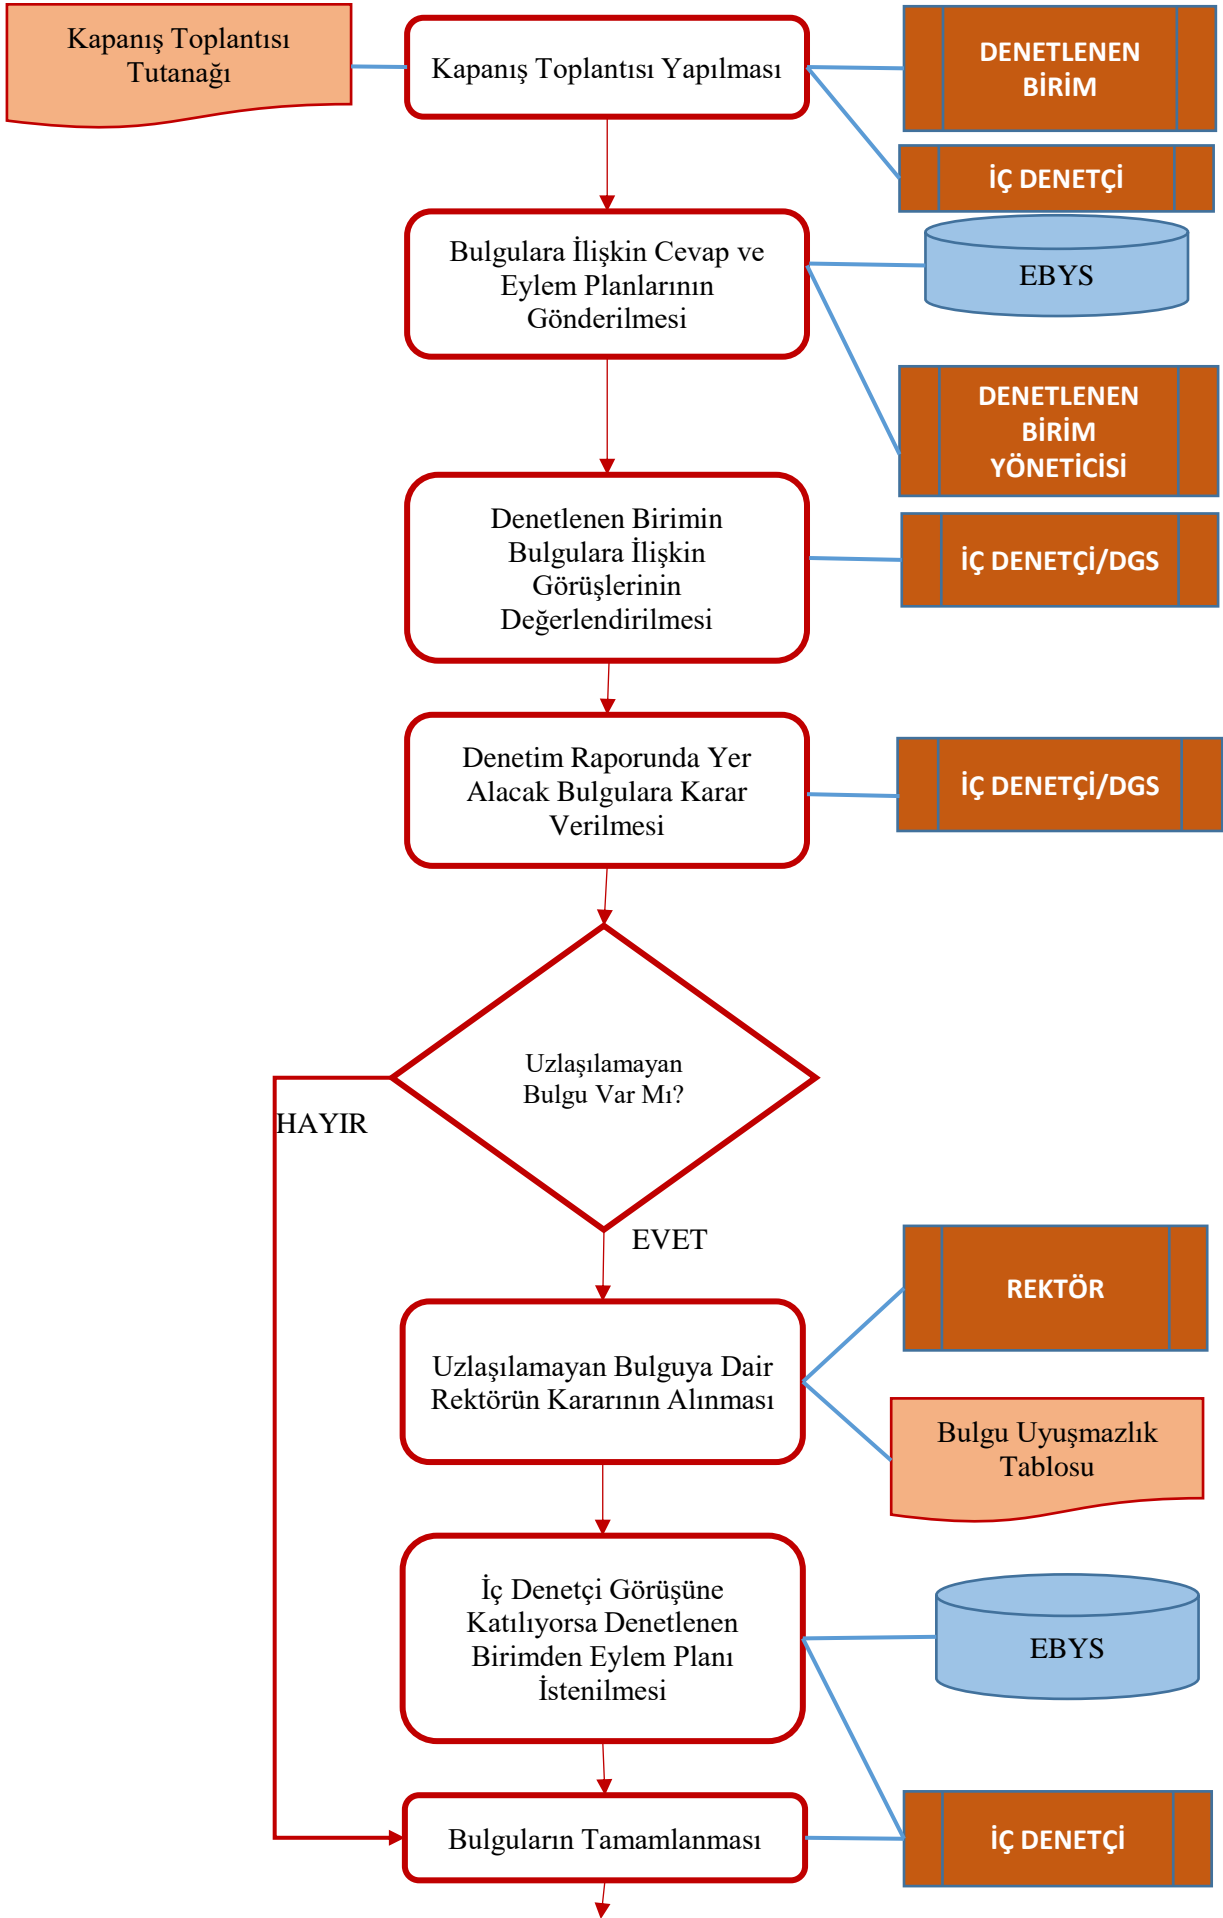 Kapanış Toplantısı
Tutanağı
Kapanış Toplantısı Yapılması
DENETLENEN
BİRİM
İÇ DENETÇİ
Bulgulara İlişkin Cevap ve
Eylem Planlarının
Gönderilmesi
EBYS
DENETLENEN
BİRİM
YÖNETİCİSİ
Denetlenen Birimin
Bulgulara İlişkin
Görüşlerinin
Değerlendirilmesi
İÇ DENETÇİ/DGS
Denetim Raporunda Yer
Alacak Bulgulara Karar
Verilmesi
İÇ DENETÇİ/DGS
Uzlaşılamayan
Bulgu Var Mı?
HAYIR
EVET
REKTÖR
Uzlaşılamayan Bulguya Dair
Rektörün Kararının Alınması
Bulgu Uyuşmazlık
Tablosu
İç Denetçi Görüşüne
Katılıyorsa Denetlenen
Birimden Eylem Planı
İstenilmesi
EBYS
Bulguların Tamamlanması
İÇ DENETÇİ